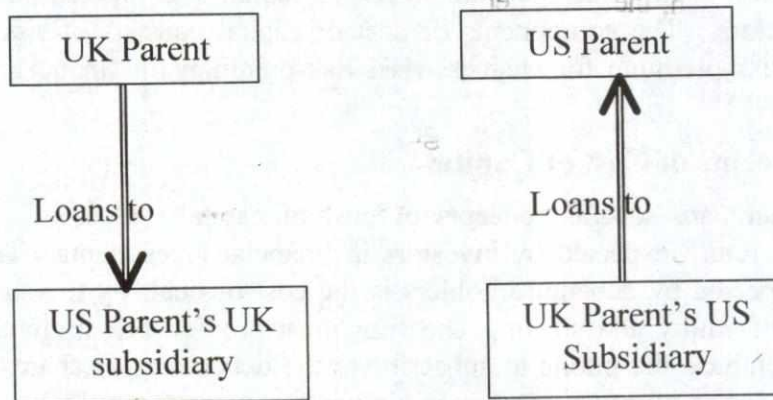 UK Parent
US Parent
Loans to
Loans to
US Parent's UK
subsidiary
UK Parent's US
Subsidiary